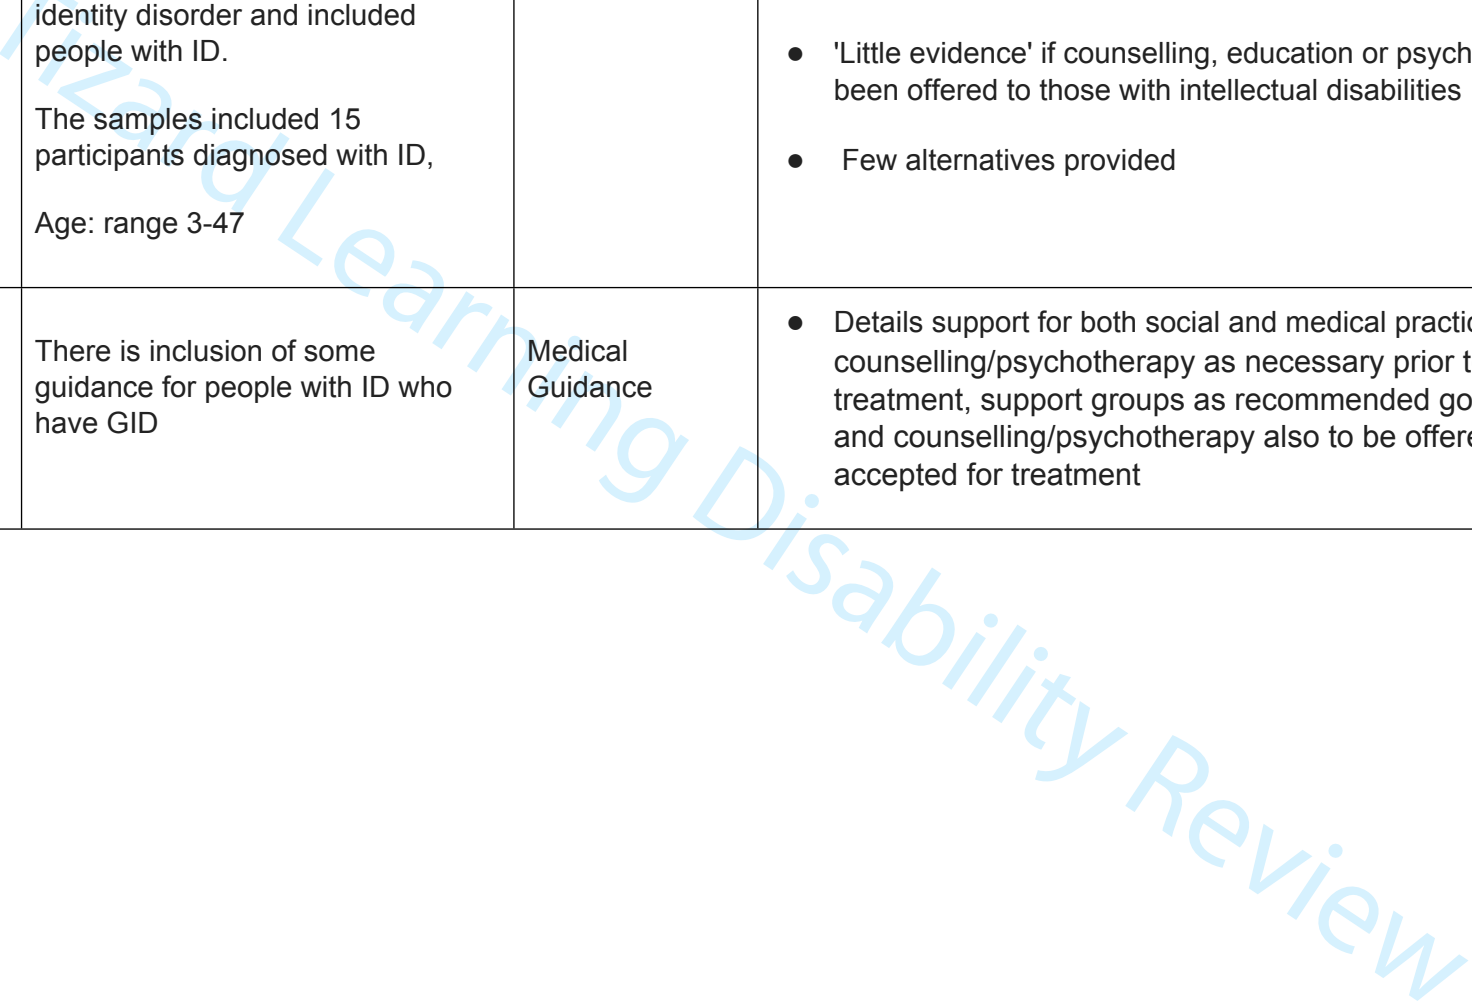 identity disorder and included
people with ID.
The samples included 15
participants diagnosed with ID,
Age: range 3-47
● 'Little evidence' if counselling, education or psych
been offered to those with intellectual disabilities
● Few alternatives provided
There is inclusion of some
guidance for people with ID who
have GID
Medical
Guidance
● Details support for both social and medical practi
counselling/psychotherapy as necessary prior t
treatment, support groups as recommended go
and counselling/psychotherapy also to be offer
accepted for treatment
Tizard Learning Disability Review